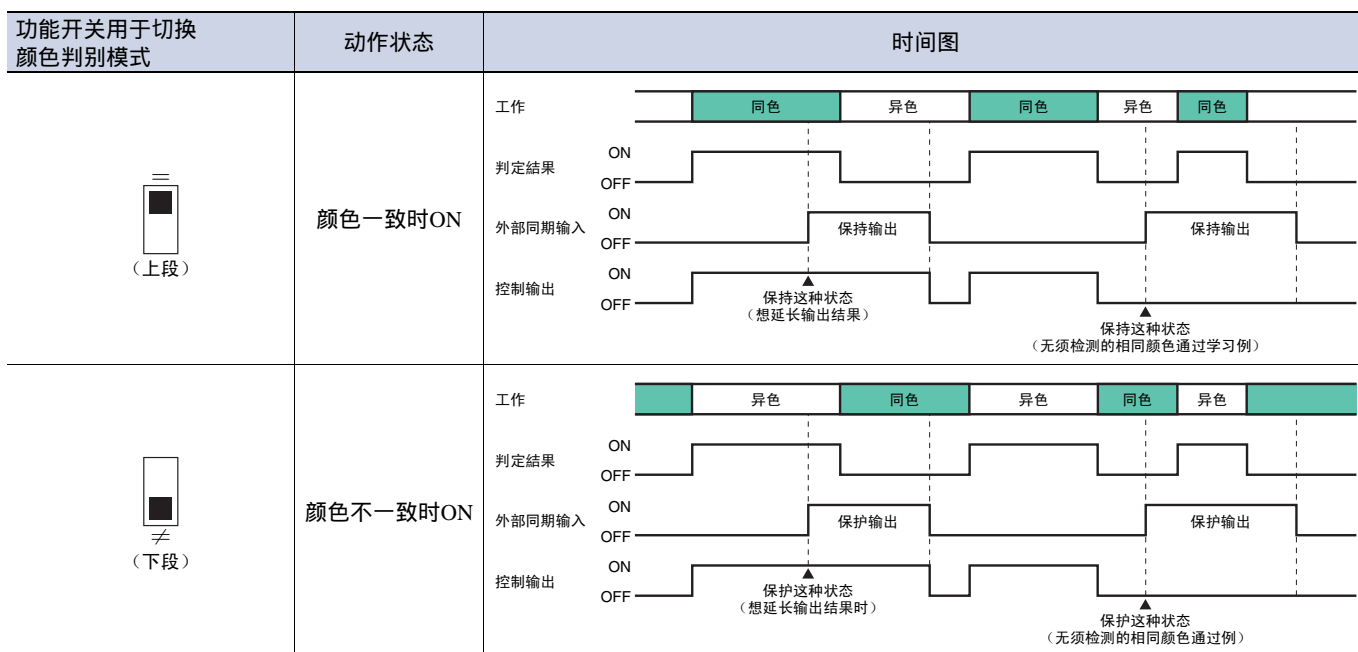 功能开关用于切换
颜色判别模式
动作状态
时间图
＝
（上段）
颜色一致时ON
工作
同色
异色
同色
异色
同色
判定结果
ON
OFF
外部同期输入
ON
OFF
保持输出
保持输出
控制输出
ON
OFF
保持这种状态
（想延长输出结果）
保持这种状态
（无须检测的相同颜色通过学习例）
≠
（下段）
颜色不一致时ON
工作
异色
同色
异色
同色
异色
判定结果
ON
OFF
外部同期输入
ON
OFF
保护输出
保护输出
控制输出
ON
OFF
保护这种状态
（想延长输出结果时）
保护这种状态
（无须检测的相同颜色通过例）